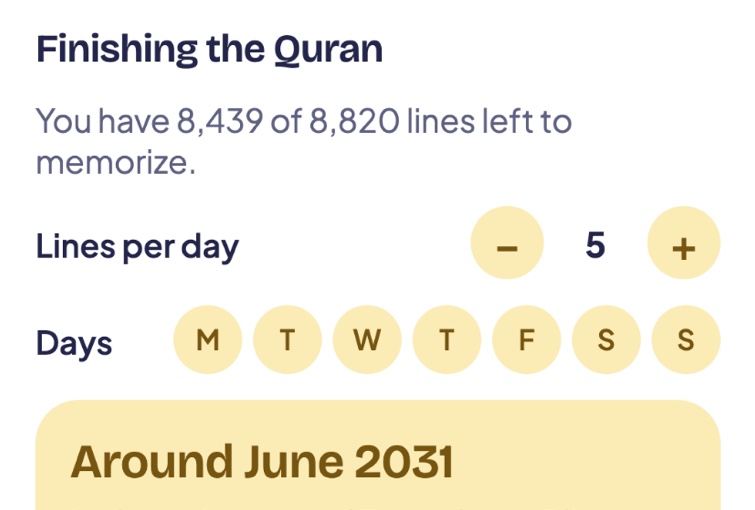 Finishing the Quran
You have 8,439 of 8,820 lines left to
memorize.
Lines per day − 5 +
Days M T W T F S S
Around June 2031